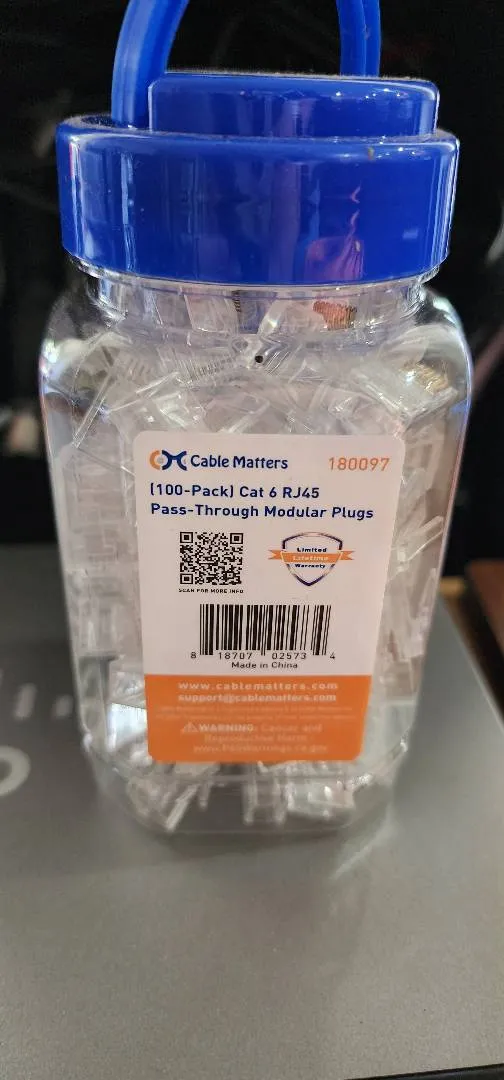 Cable Matters 180097
(100-Pack) Cat 6 RJ45
Pass-Through Modular Plugs
SCAN FOR MORE INFO
Limited
Lifetime
Warranty
8 18707 02573 4
Made in China
www.cablematters.com
support@cablematters.com
⚠WARNING: Cancer and
Reproductive Harm
www.P65Warnings.ca.gov